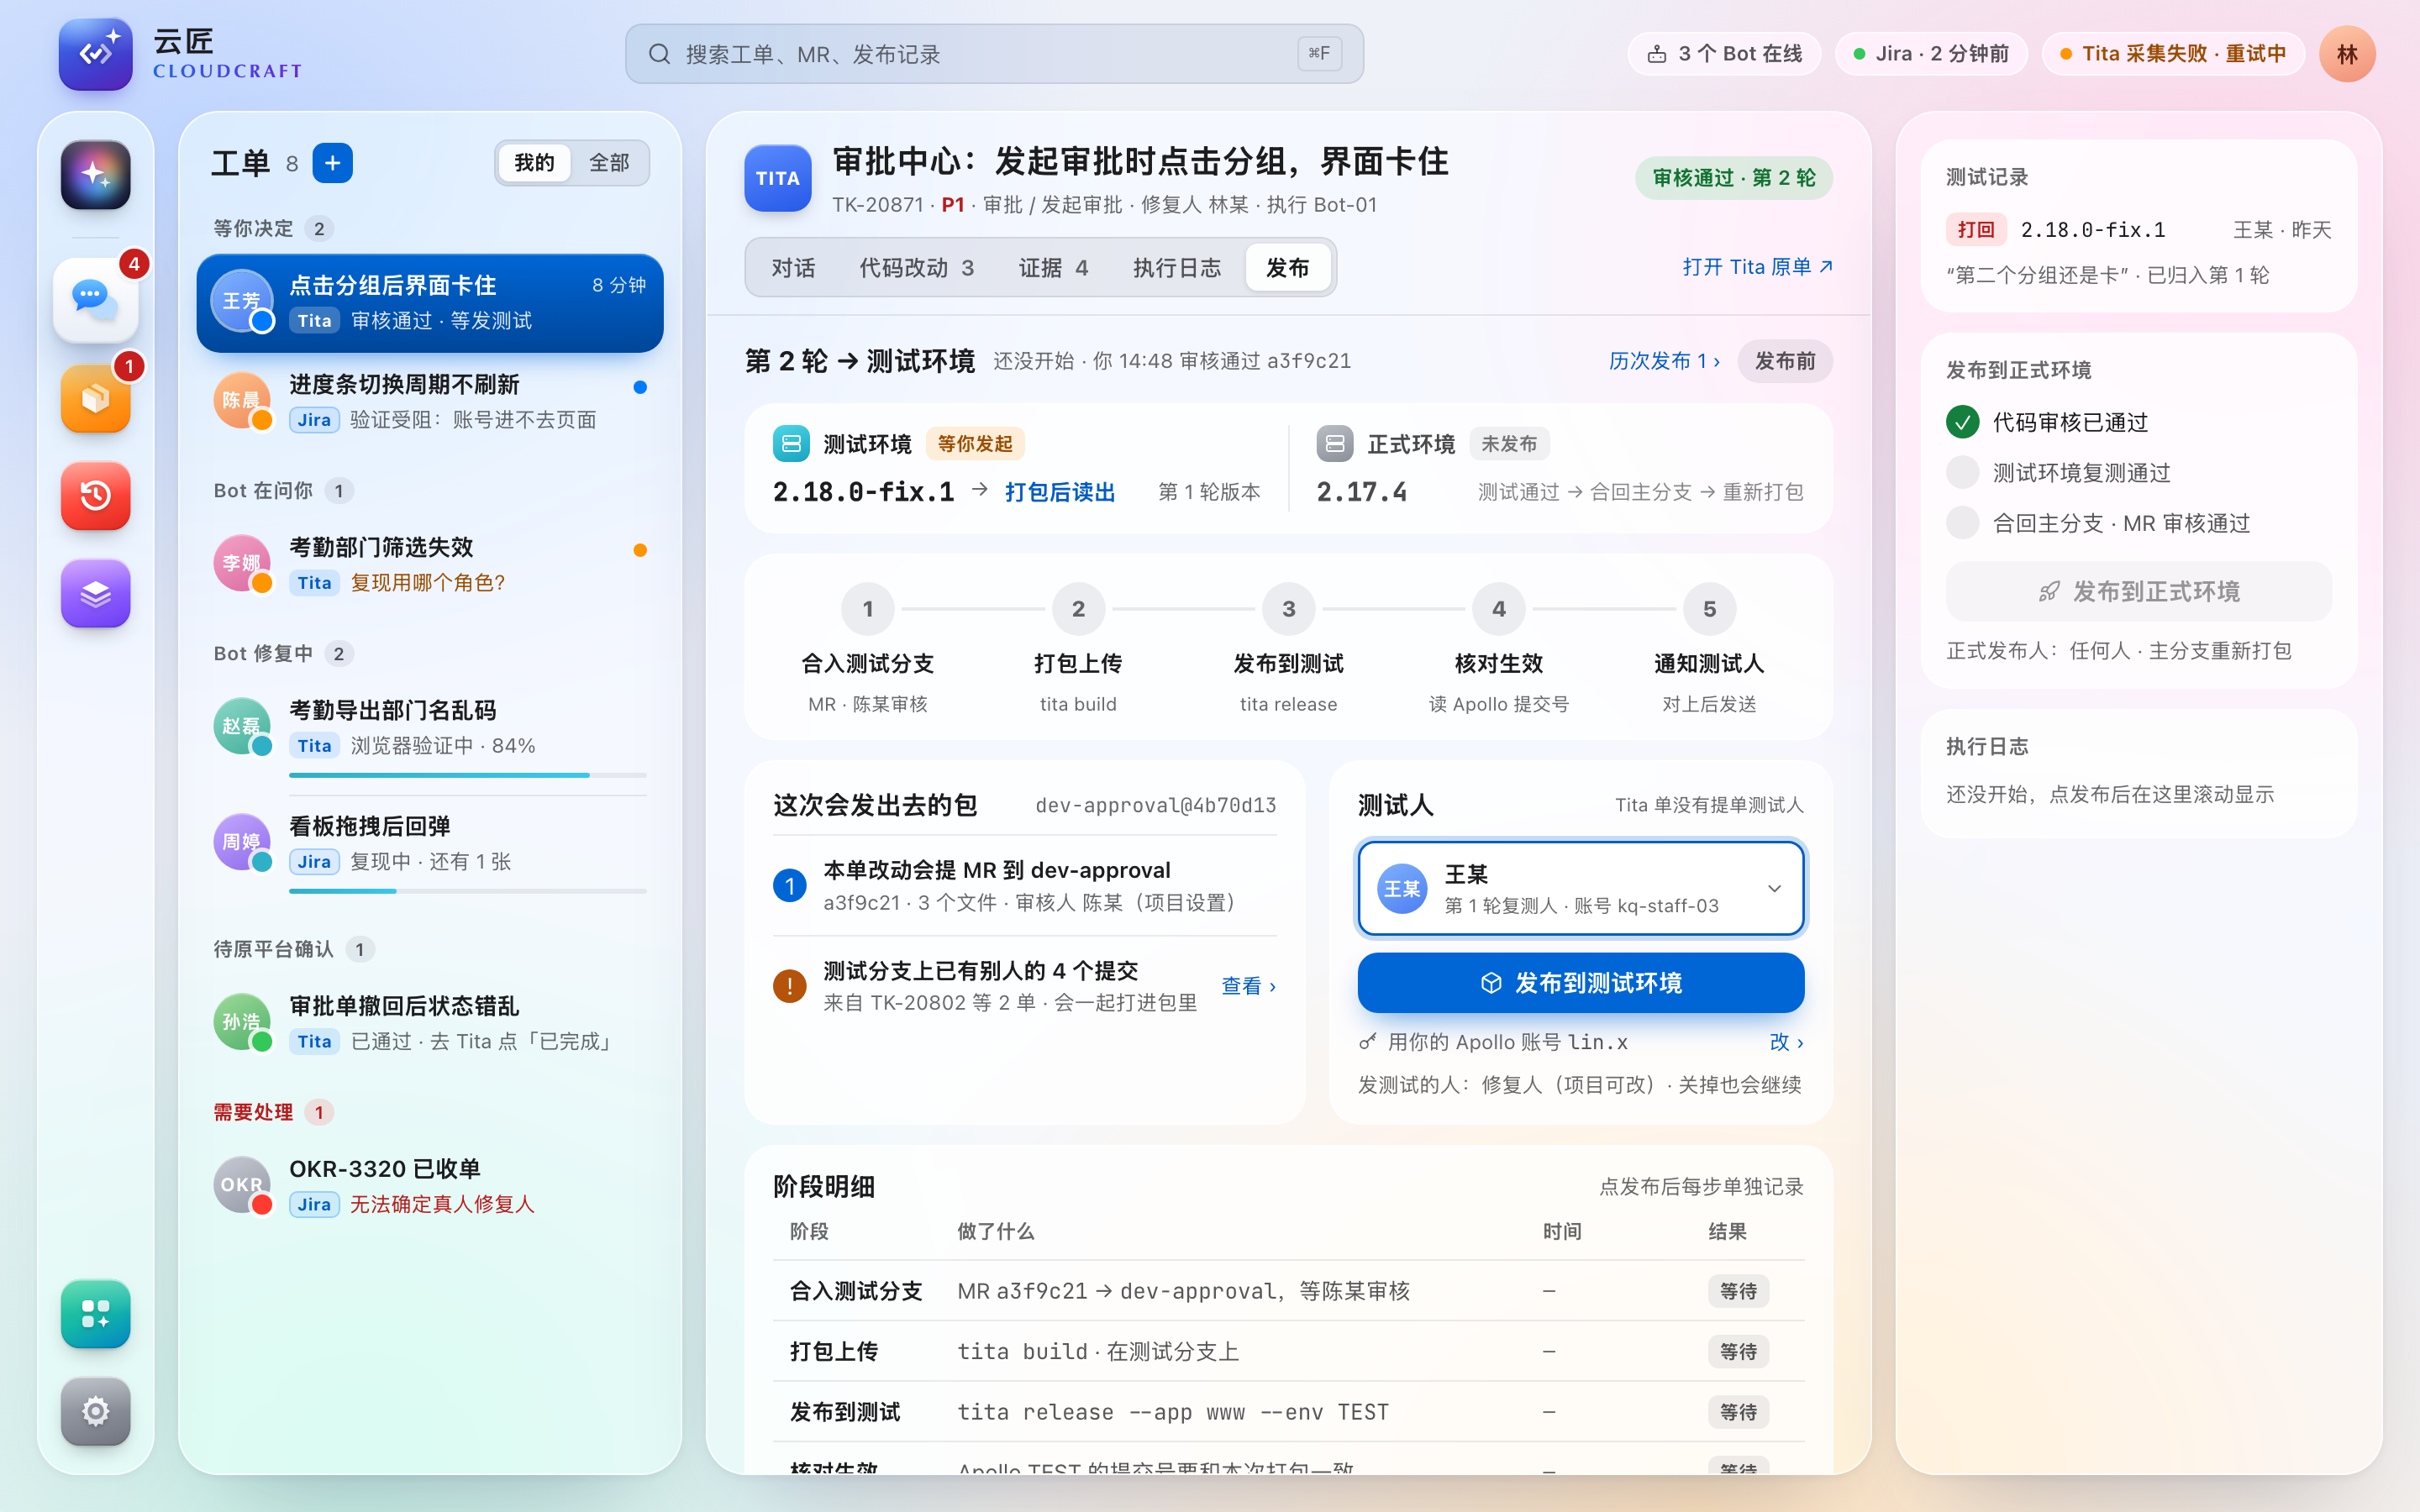 云匠
CLOUDCRAFT
搜索工单、MR、发布记录
⌘F
3 个 Bot 在线
Jira · 2 分钟前
Tita 采集失败 · 重试中
林
4
1
工单 8
我的 全部
等你决定 2
王芳
点击分组后界面卡住 8 分钟
Tita 审核通过 · 等发测试
陈晨
进度条切换周期不刷新
Jira 验证受阻：账号进不去页面
Bot 在问你 1
李娜
考勤部门筛选失效
Tita 复现用哪个角色？
Bot 修复中 2
赵磊
考勤导出部门名乱码
Tita 浏览器验证中 · 84%
周婷
看板拖拽后回弹
Jira 复现中 · 还有 1 张
待原平台确认 1
孙浩
审批单撤回后状态错乱
Tita 已通过 · 去 Tita 点「已完成」
需要处理 1
OKR
OKR-3320 已收单
Jira 无法确定真人修复人
TITA
审批中心：发起审批时点击分组，界面卡住
TK-20871 · P1 · 审批 / 发起审批 · 修复人 林某 · 执行 Bot-01
审核通过 · 第 2 轮
对话 代码改动 3 证据 4 执行日志 发布
打开 Tita 原单 ↗
第 2 轮 → 测试环境 还没开始 · 你 14:48 审核通过 a3f9c21
历次发布 1 › 发布前
测试环境 等你发起
2.18.0-fix.1 → 打包后读出 第 1 轮版本
正式环境 未发布
2.17.4 测试通过 → 合回主分支 → 重新打包
1 2 3 4 5
合入测试分支 打包上传 发布到测试 核对生效 通知测试人
MR · 陈某审核 tita build tita release 读 Apollo 提交号 对上后发送
这次会发出去的包 dev-approval@4b70d13
1 本单改动会提 MR 到 dev-approval
a3f9c21 · 3 个文件 · 审核人 陈某（项目设置）
! 测试分支上已有别人的 4 个提交
来自 TK-20802 等 2 单 · 会一起打进包里
查看 ›
测试人 Tita 单没有提单测试人
王某
王某
第 1 轮复测人 · 账号 kq-staff-03
发布到测试环境
用你的 Apollo 账号 lin.x 改 ›
发测试的人：修复人（项目可改）· 关掉也会继续
阶段明细 点发布后每步单独记录
阶段 做了什么 时间 结果
合入测试分支 MR a3f9c21 → dev-approval，等陈某审核 – 等待
打包上传 tita build · 在测试分支上 – 等待
发布到测试 tita release --app www --env TEST – 等待
核对生效 Apollo TEST 的提交号要和本次打包一致 – 等待
测试记录
打回 2.18.0-fix.1 王某 · 昨天
“第二个分组还是卡” · 已归入第 1 轮
发布到正式环境
代码审核已通过
测试环境复测通过
合回主分支 · MR 审核通过
发布到正式环境
正式发布人：任何人 · 主分支重新打包
执行日志
还没开始，点发布后在这里滚动显示